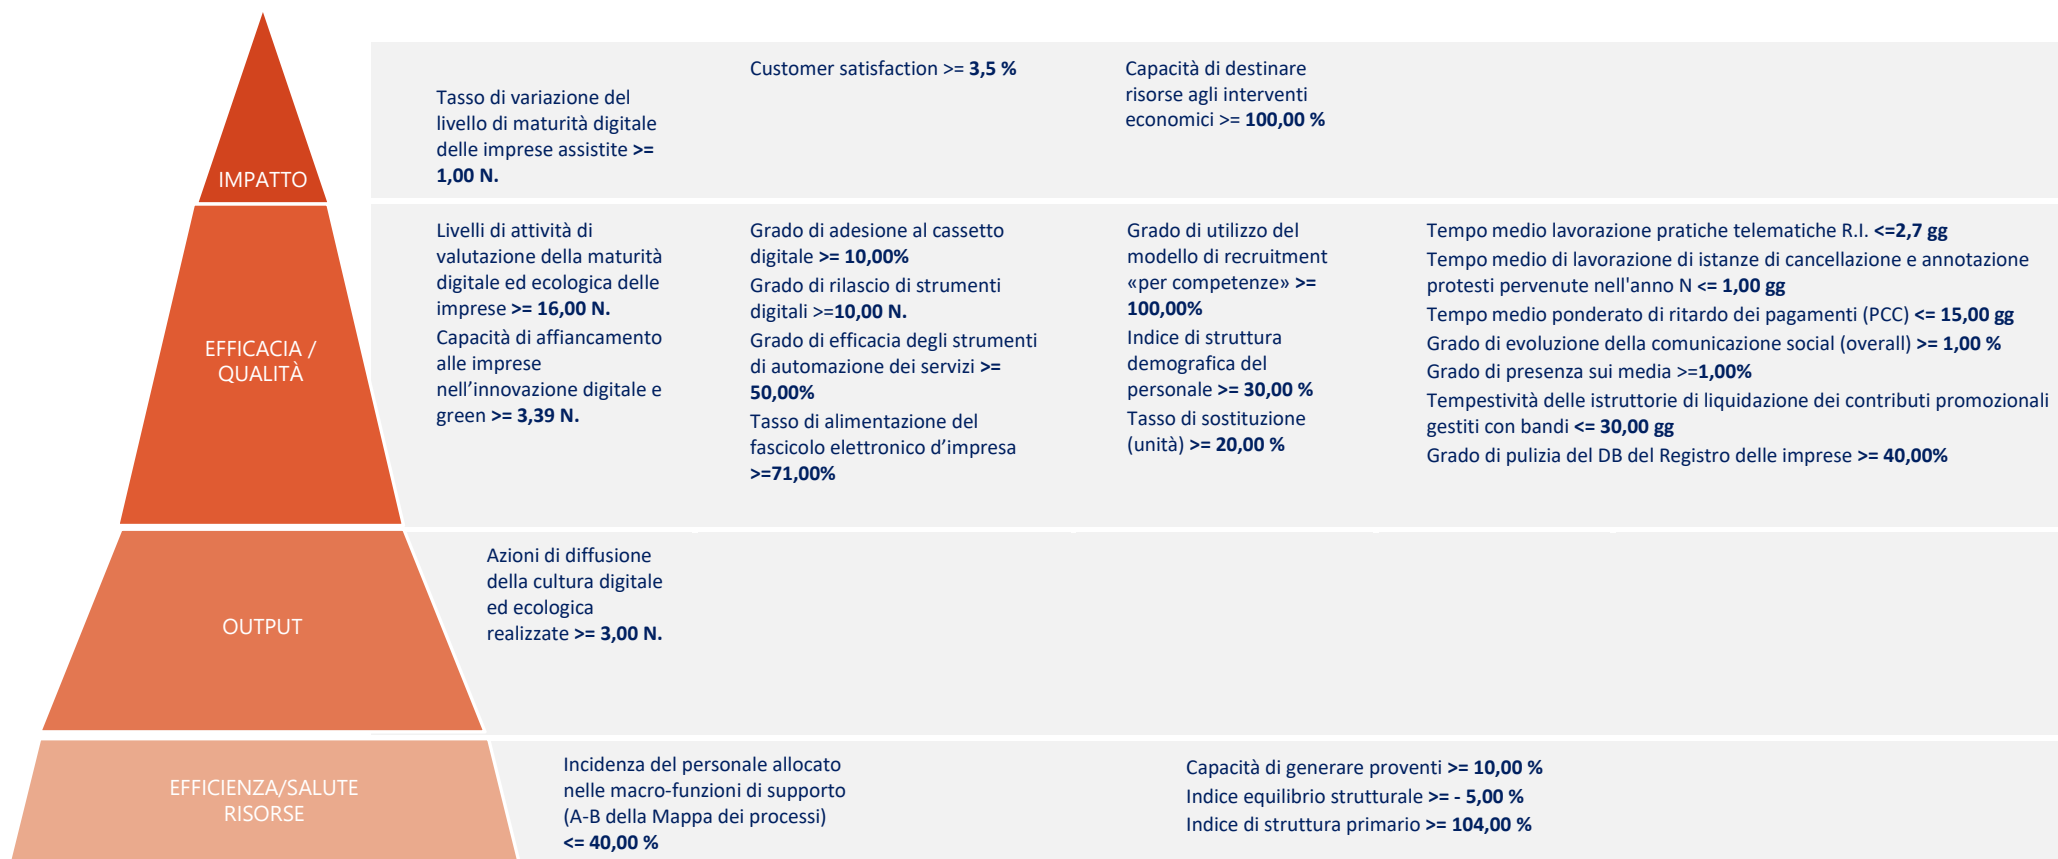 IMPATTO
Tasso di variazione del
livello di maturità digitale
delle imprese assistite >=
1,00 N.
Customer satisfaction >= 3,5 %
Capacità di destinare
risorse agli interventi
economici >= 100,00 %
EFFICACIA /
QUALITÀ
Livelli di attività di
valutazione della maturità
digitale ed ecologica delle
imprese >= 16,00 N.
Capacità di affiancamento
alle imprese
nell’innovazione digitale e
green >= 3,39 N.
Grado di adesione al cassetto
digitale >= 10,00%
Grado di rilascio di strumenti
digitali >=10,00 N.
Grado di efficacia degli strumenti
di automazione dei servizi >=
50,00%
Tasso di alimentazione del
fascicolo elettronico d’impresa
>=71,00%
Grado di utilizzo del
modello di recruitment
«per competenze» >=
100,00%
Indice di struttura
demografica del
personale >= 30,00 %
Tasso di sostituzione
(unità) >= 20,00 %
Tempo medio lavorazione pratiche telematiche R.I. <=2,7 gg
Tempo medio di lavorazione di istanze di cancellazione e annotazione
protesti pervenute nell'anno N <= 1,00 gg
Tempo medio ponderato di ritardo dei pagamenti (PCC) <= 15,00 gg
Grado di evoluzione della comunicazione social (overall) >= 1,00 %
Grado di presenza sui media >=1,00%
Tempestività delle istruttorie di liquidazione dei contributi promozionali
gestiti con bandi <= 30,00 gg
Grado di pulizia del DB del Registro delle imprese >= 40,00%
OUTPUT
Azioni di diffusione
della cultura digitale
ed ecologica
realizzate >= 3,00 N.
EFFICIENZA/SALUTE
RISORSE
Incidenza del personale allocato
nelle macro-funzioni di supporto
(A-B della Mappa dei processi)
<= 40,00 %
Capacità di generare proventi >= 10,00 %
Indice equilibrio strutturale >= - 5,00 %
Indice di struttura primario >= 104,00 %